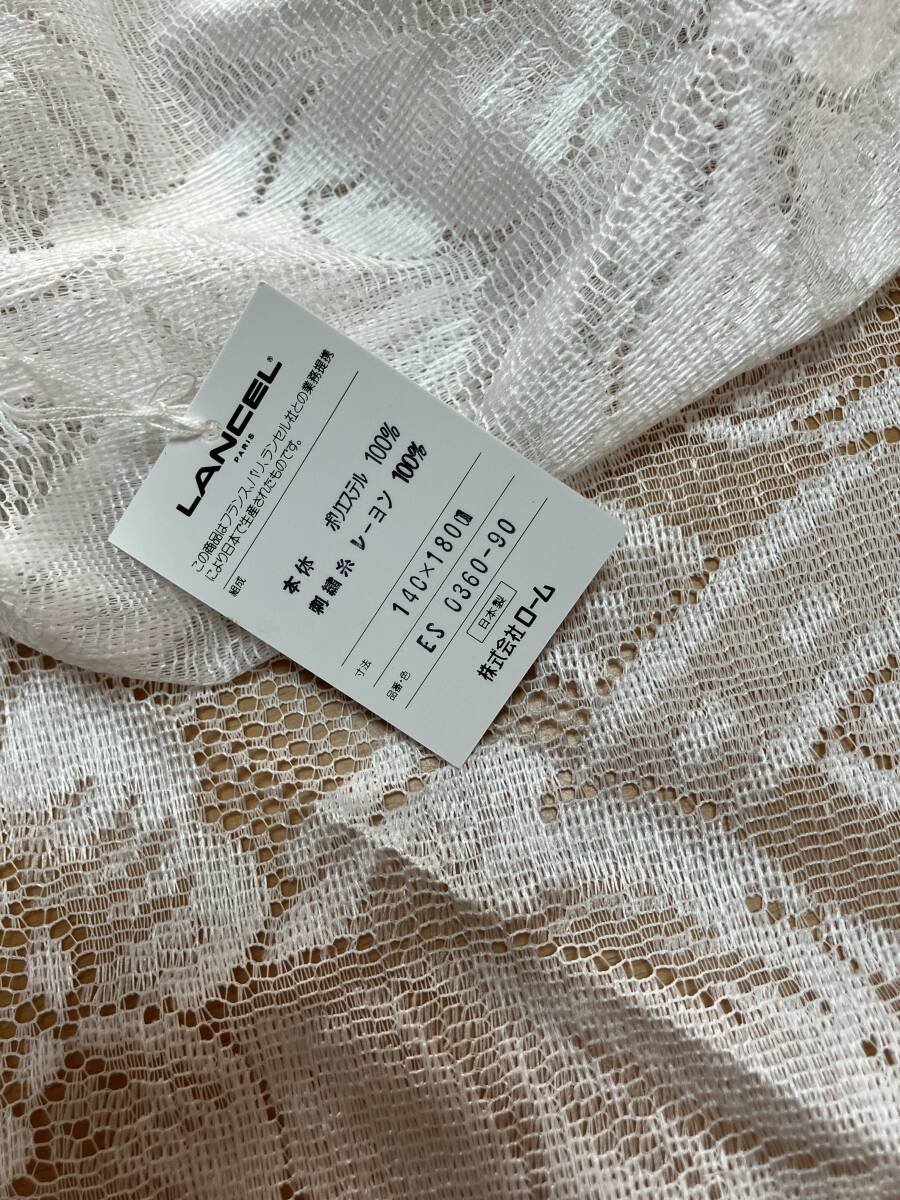 LANCEL®
PARIS
この商品はフランス、パリ、ランセル社との業務提携
により日本で生産されたものです。
組成
本体 ポリエステル 100%
刺繍糸 レーヨン 100%
寸法 140×180㎝
品番・色 ES 0360-90
日本製
株式会社ローム